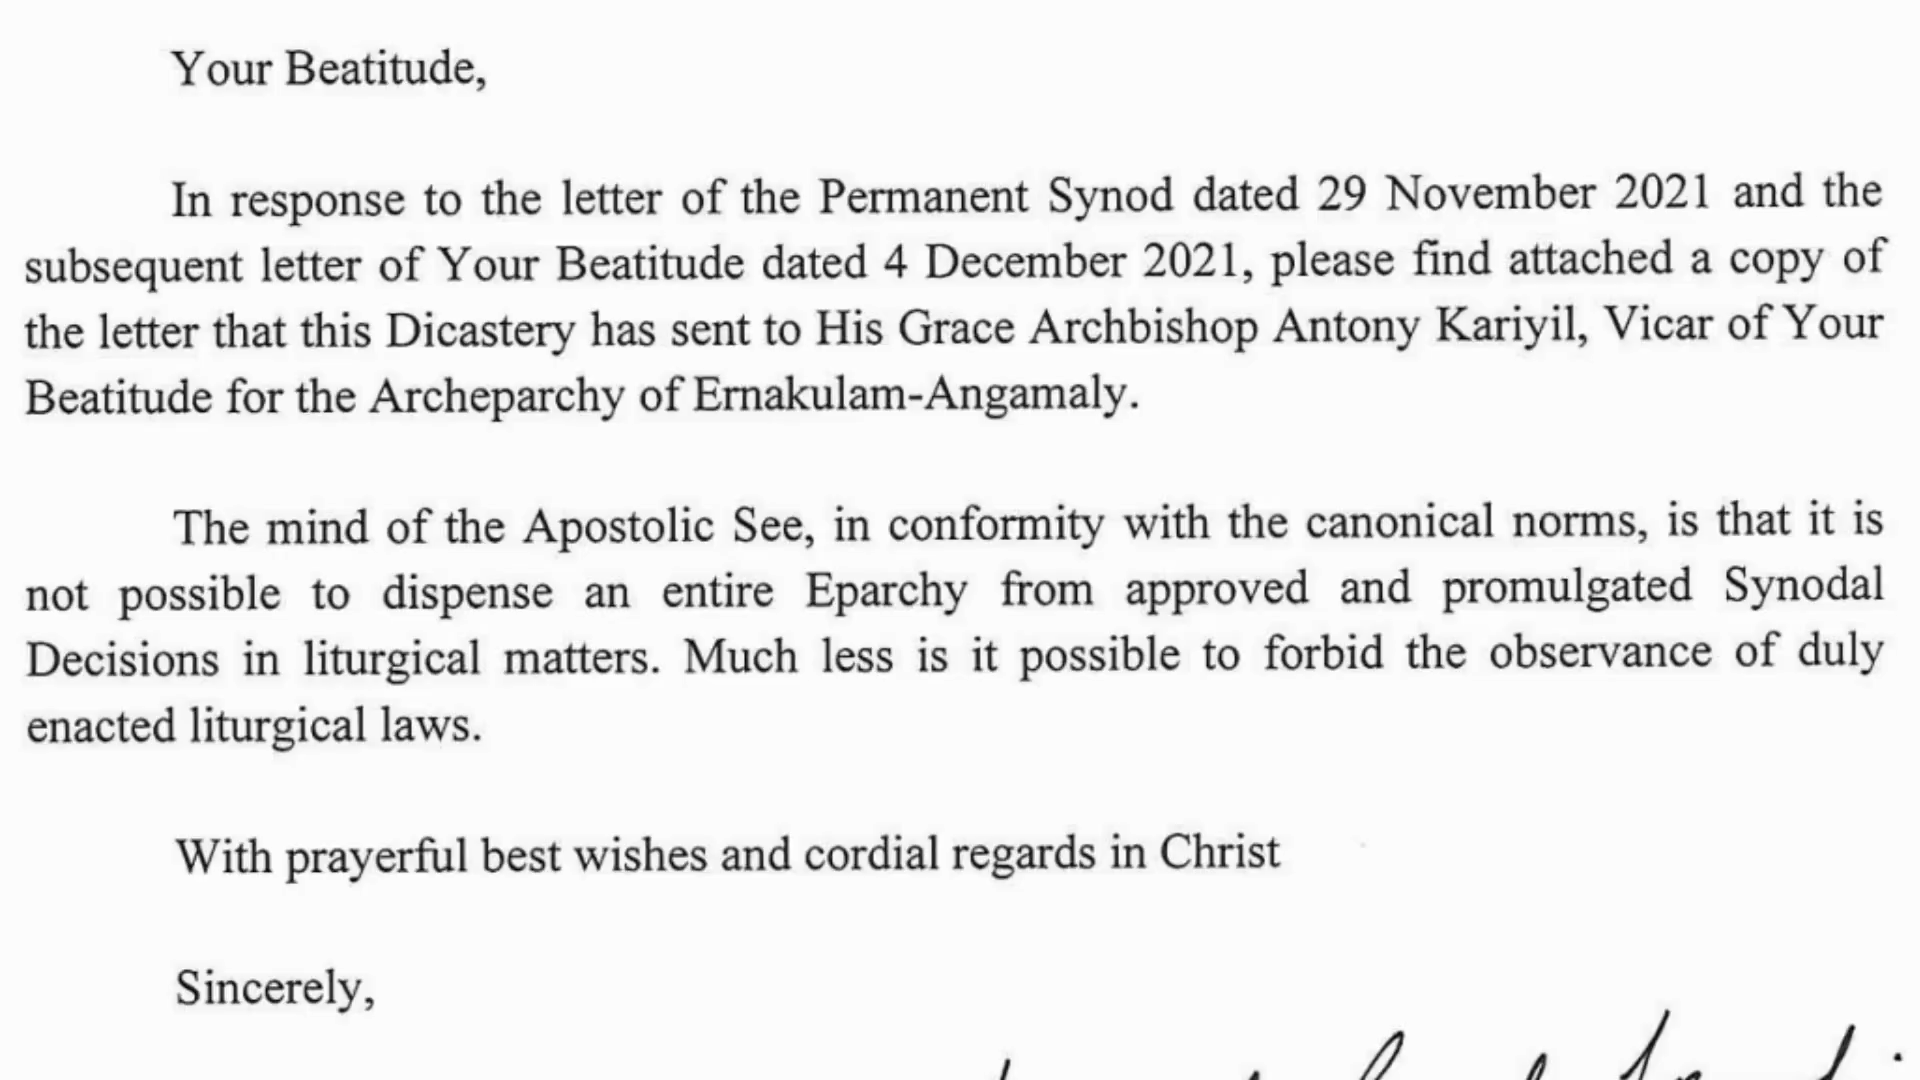 Your Beatitude,
In response to the letter of the Permanent Synod dated 29 November 2021 and the
subsequent letter of Your Beatitude dated 4 December 2021, please find attached a copy of
the letter that this Dicastery has sent to His Grace Archbishop Antony Kariyil, Vicar of Your
Beatitude for the Archeparchy of Ernakulam-Angamaly.
The mind of the Apostolic See, in conformity with the canonical norms, is that it is
not possible to dispense an entire Eparchy from approved and promulgated Synodal
Decisions in liturgical matters. Much less is it possible to forbid the observance of duly
enacted liturgical laws.
With prayerful best wishes and cordial regards in Christ
Sincerely,